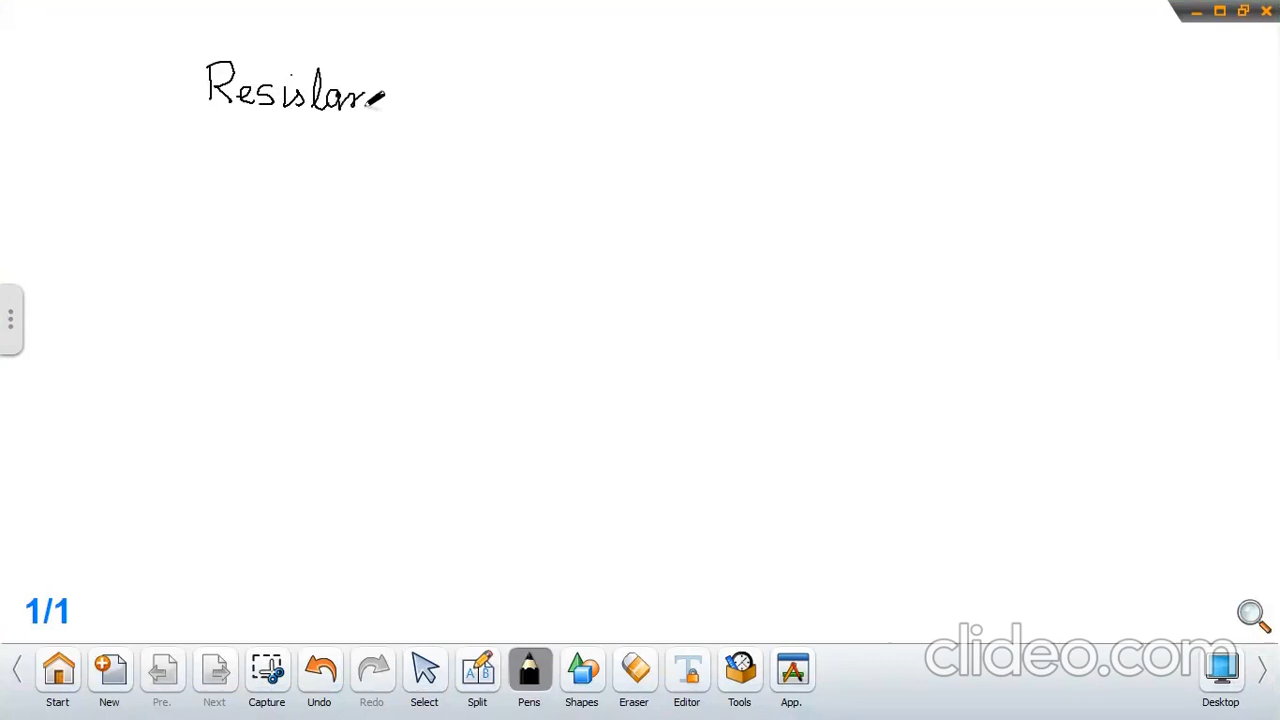 Resistan
1/1
Start New Pre. Next Capture Undo Redo Select Split Pens Shapes Eraser Editor Tools App. Desktop
clideo.com